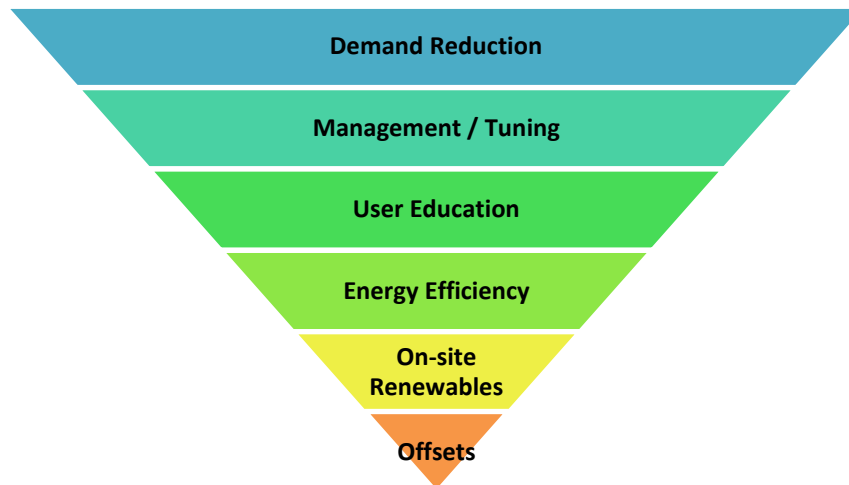 Demand Reduction
Management / Tuning
User Education
Energy Efficiency
On-site
Renewables
Offsets